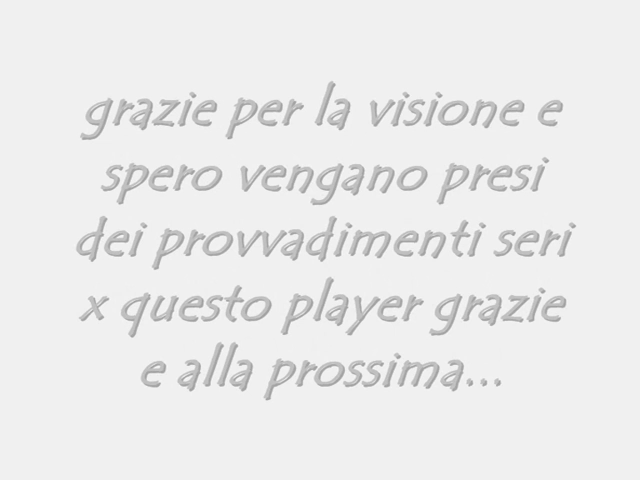 grazie per la visione e
spero vengano presi
dei provvadimenti seri
x questo player grazie
e alla prossima...